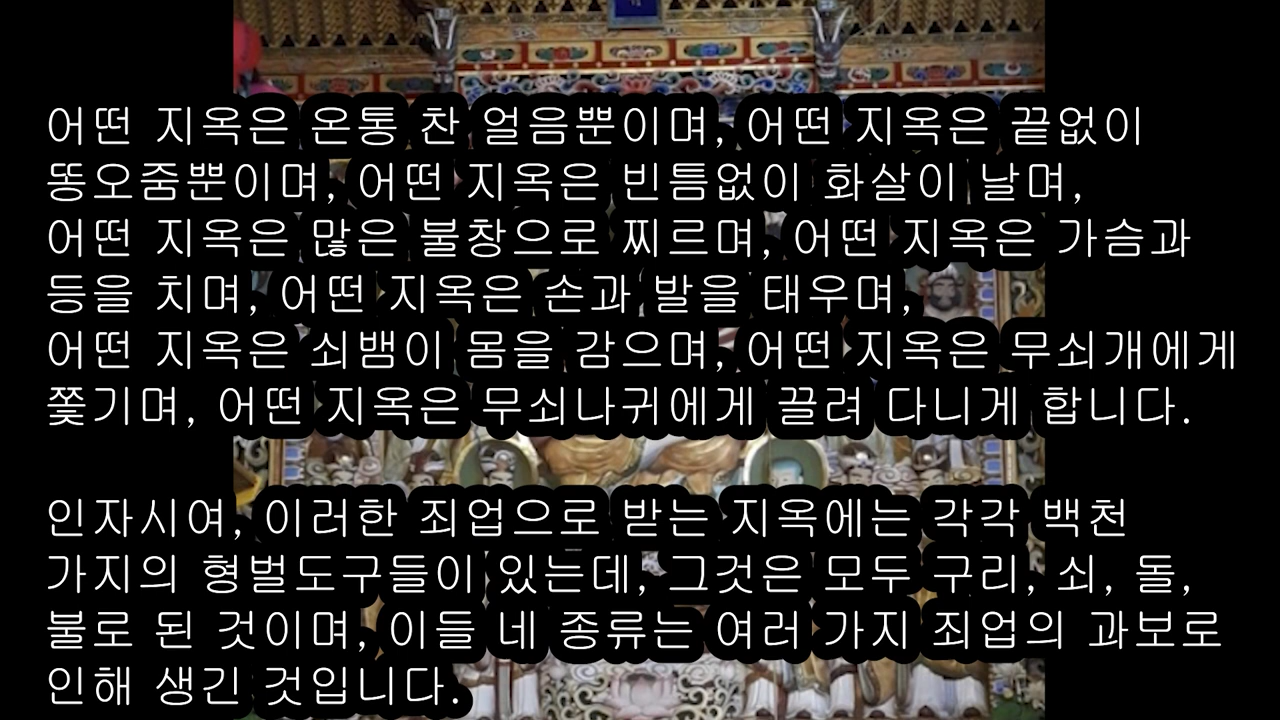 어떤 지옥은 온통 찬 얼음뿐이며, 어떤 지옥은 끝없이
똥오줌뿐이며, 어떤 지옥은 빈틈없이 화살이 날며,
어떤 지옥은 많은 불창으로 찌르며, 어떤 지옥은 가슴과
등을 치며, 어떤 지옥은 손과 발을 태우며,
어떤 지옥은 쇠뱀이 몸을 감으며, 어떤 지옥은 무쇠개에게
쫓기며, 어떤 지옥은 무쇠나귀에게 끌려 다니게 합니다.
인자시여, 이러한 죄업으로 받는 지옥에는 각각 백천
가지의 형벌도구들이 있는데, 그것은 모두 구리, 쇠, 돌,
불로 된 것이며, 이들 네 종류는 여러 가지 죄업의 과보로
인해 생긴 것입니다.